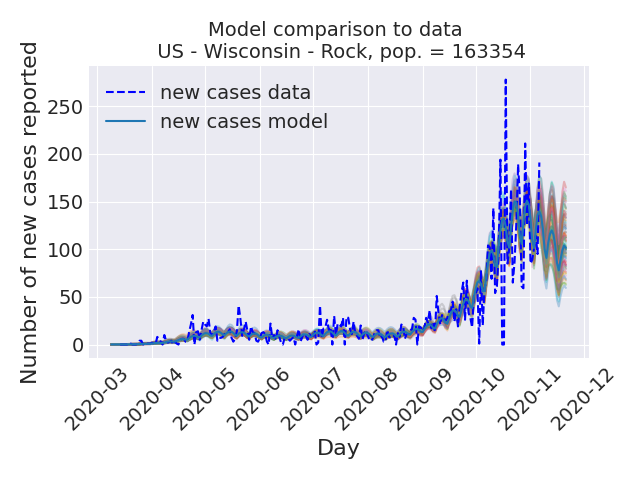 Model comparison to data
US - Wisconsin - Rock, pop. = 163354
Number of new cases reported
250
200
150
100
50
0
new cases data
new cases model
2020-03
2020-04
2020-05
2020-06
2020-07
2020-08
2020-09
2020-10
2020-11
2020-12
Day